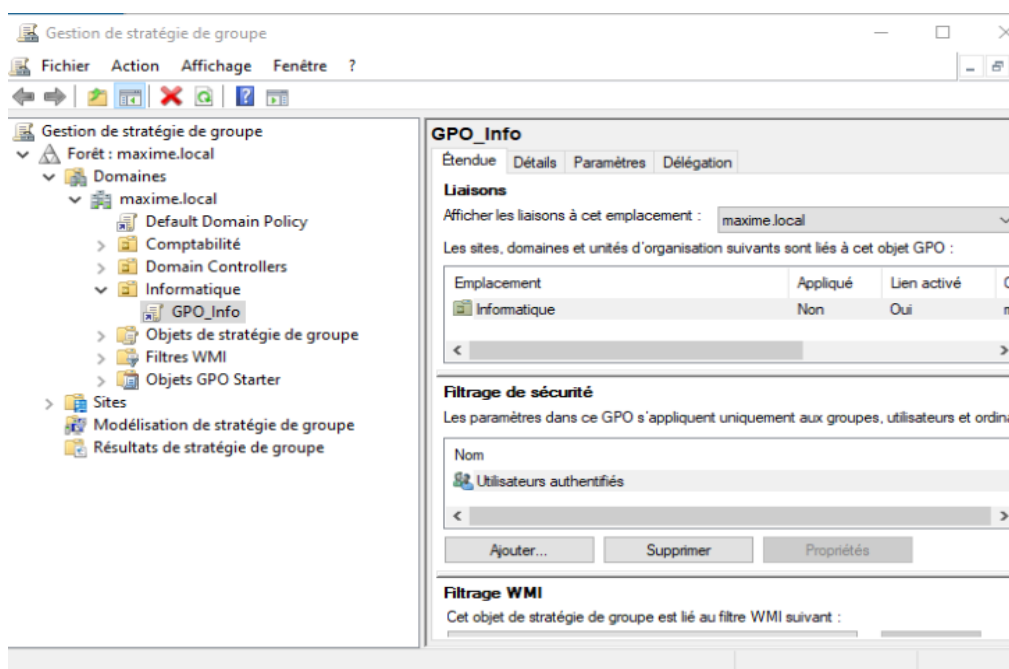 Gestion de stratégie de groupe
Fichier Action Affichage Fenêtre ?
Gestion de stratégie de groupe
Forêt : maxime.local
Domaines
maxime.local
Default Domain Policy
Comptabilité
Domain Controllers
Informatique
GPO_Info
Objets de stratégie de groupe
Filtres WMI
Objets GPO Starter
Sites
Modélisation de stratégie de groupe
Résultats de stratégie de groupe
GPO_Info
Étendue Détails Paramètres Délégation
Liaisons
Afficher les liaisons à cet emplacement : maxime.local
Les sites, domaines et unités d'organisation suivants sont liés à cet objet GPO :
Emplacement Appliqué Lien activé
Informatique Non Oui
Filtrage de sécurité
Les paramètres dans ce GPO s'appliquent uniquement aux groupes, utilisateurs et
Nom
Utilisateurs authentifiés
Ajouter... Supprimer Propriétés
Filtrage WMI
Cet objet de stratégie de groupe est lié au filtre WMI suivant :